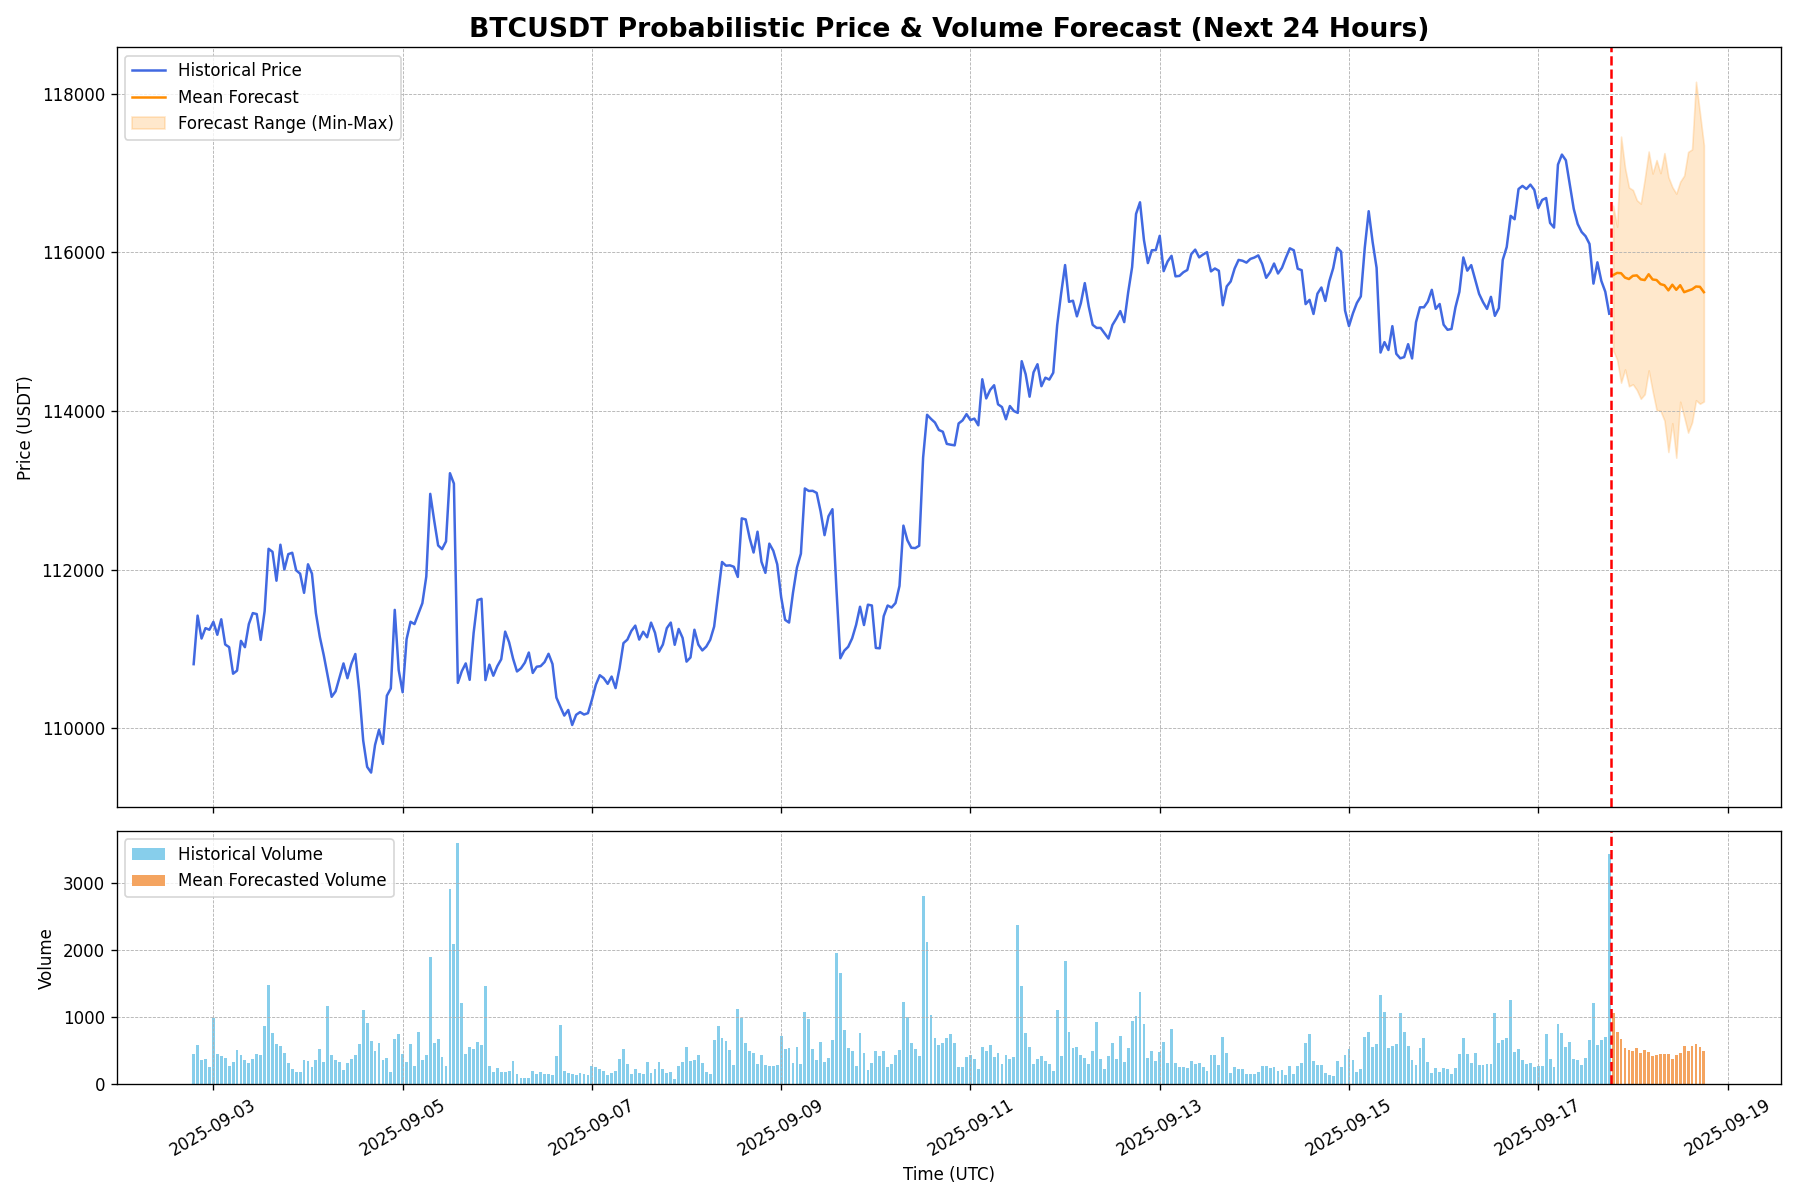 BTCUSDT Probabilistic Price & Volume Forecast (Next 24 Hours)
Historical Price
Mean Forecast
Forecast Range (Min-Max)
118000
116000
114000
112000
110000
Price (USDT)
Historical Volume
Mean Forecasted Volume
3000
2000
1000
0
Volume
2025-09-03
2025-09-05
2025-09-07
2025-09-09
2025-09-11
2025-09-13
2025-09-15
2025-09-17
2025-09-19
Time (UTC)